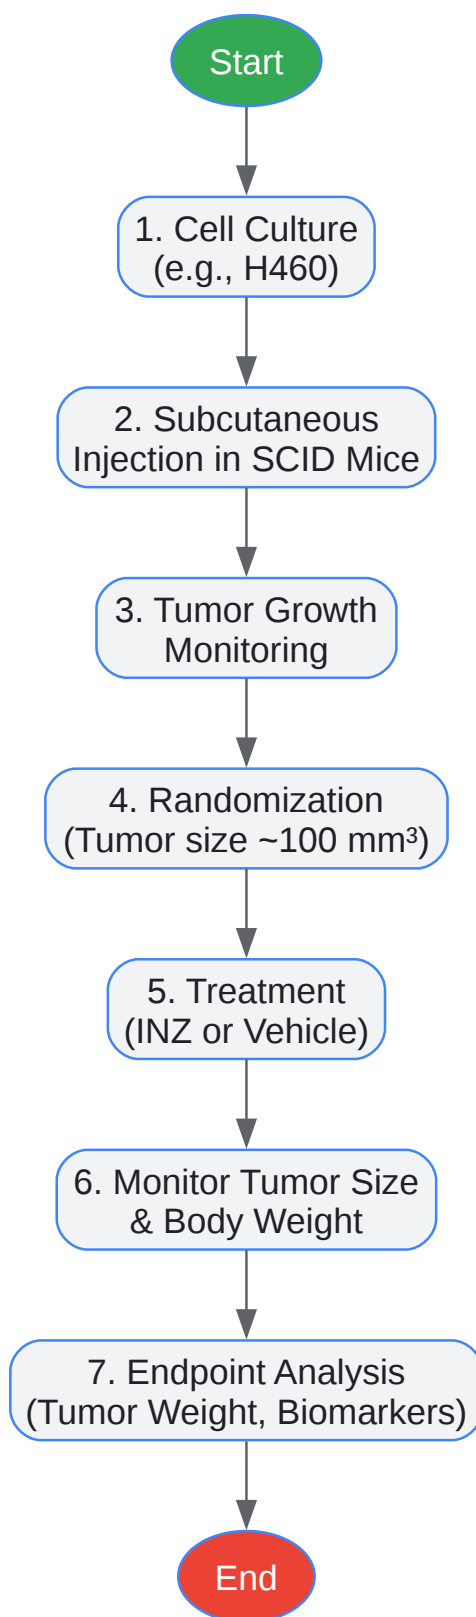 Start
1. Cell Culture
(e.g., H460)
2. Subcutaneous
Injection in SCID Mice
3. Tumor Growth
Monitoring
4. Randomization
(Tumor size ~100 mm³)
5. Treatment
(INZ or Vehicle)
6. Monitor Tumor Size
& Body Weight
7. Endpoint Analysis
(Tumor Weight, Biomarkers)
End